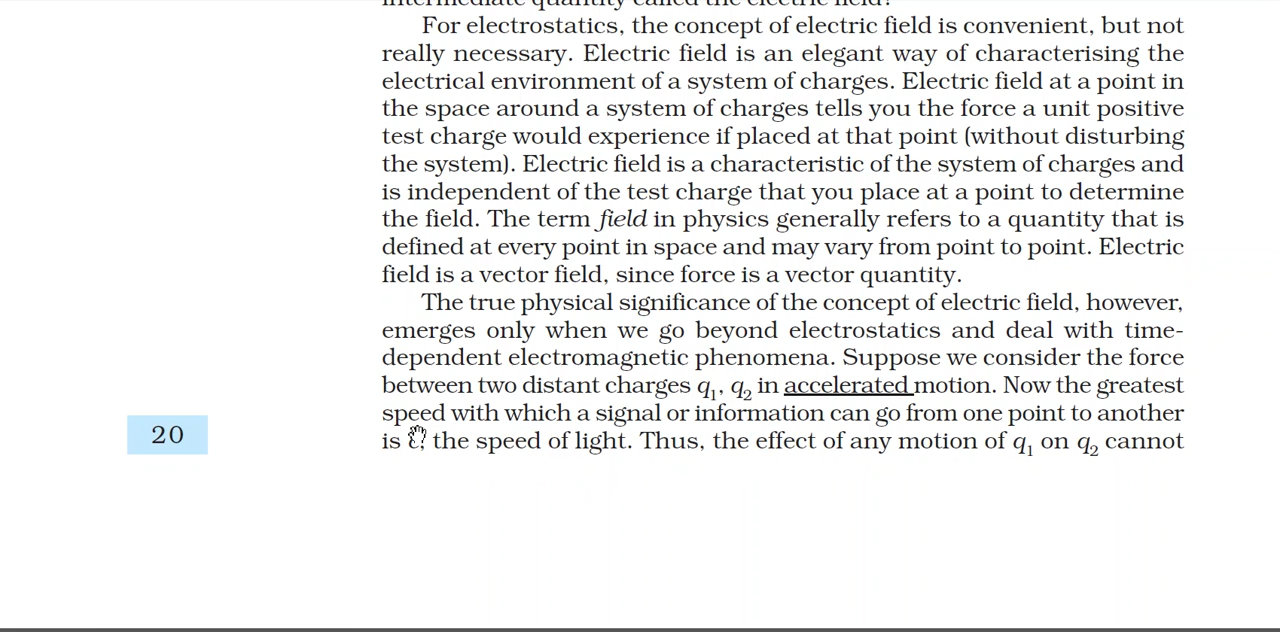 intermediate quantity called the electric field?
For electrostatics, the concept of electric field is convenient, but not
really necessary. Electric field is an elegant way of characterising the
electrical environment of a system of charges. Electric field at a point in
the space around a system of charges tells you the force a unit positive
test charge would experience if placed at that point (without disturbing
the system). Electric field is a characteristic of the system of charges and
is independent of the test charge that you place at a point to determine
the field. The term field in physics generally refers to a quantity that is
defined at every point in space and may vary from point to point. Electric
field is a vector field, since force is a vector quantity.
The true physical significance of the concept of electric field, however,
emerges only when we go beyond electrostatics and deal with time-
dependent electromagnetic phenomena. Suppose we consider the force
between two distant charges q₁, q₂ in accelerated motion. Now the greatest
speed with which a signal or information can go from one point to another
is c, the speed of light. Thus, the effect of any motion of q₁ on q₂ cannot
20